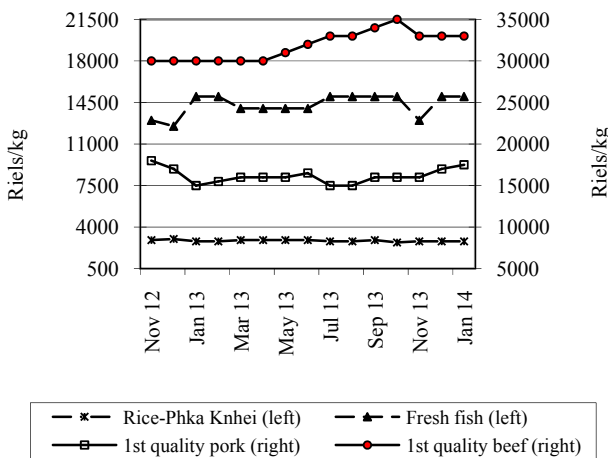 21500 35000
18000 30000
14500 25000
11000 20000
7500 15000
4000 10000
500 5000
Riels/kg Riels/kg
Nov 12
Jan 13
Mar 13
May 13
Jul 13
Sep 13
Nov 13
Jan 14
Rice-Phka Knhei (left) Fresh fish (left)
1st quality pork (right) 1st quality beef (right)